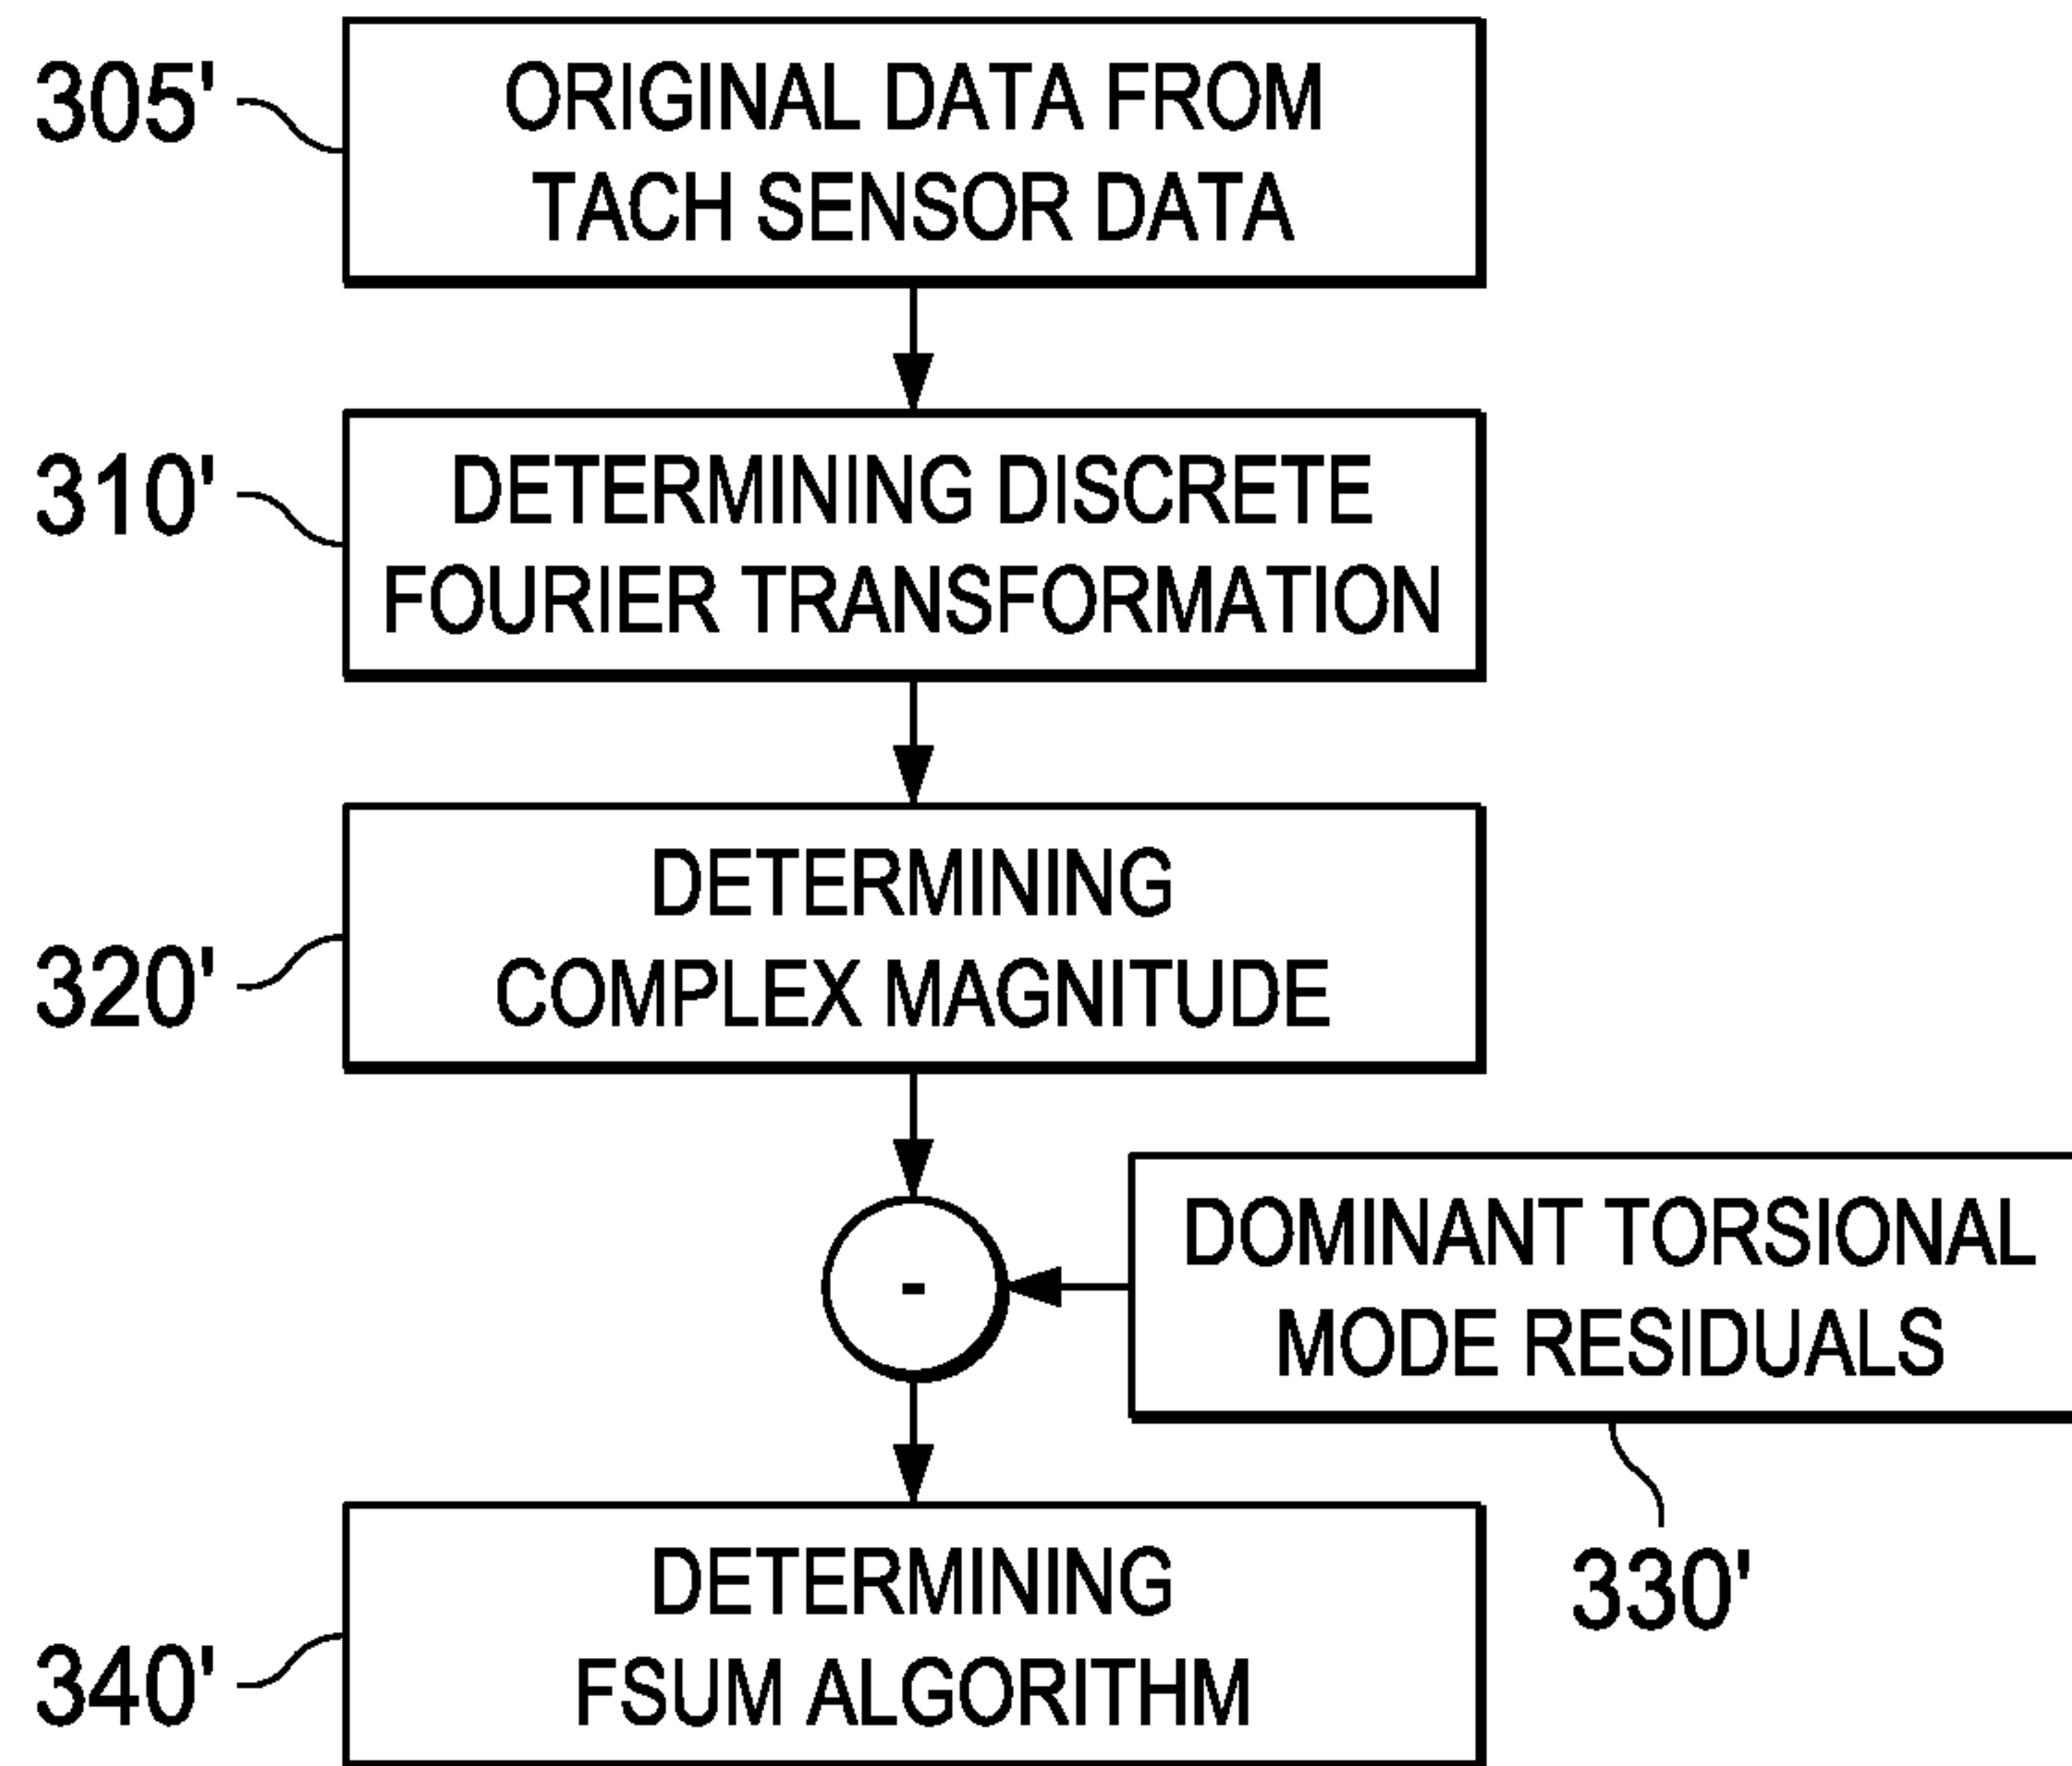 305'
ORIGINAL DATA FROM
TACH SENSOR DATA
310'
DETERMINING DISCRETE
FOURIER TRANSFORMATION
320'
DETERMINING
COMPLEX MAGNITUDE
-
DOMINANT TORSIONAL
MODE RESIDUALS
330'
340'
DETERMINING
FSUM ALGORITHM